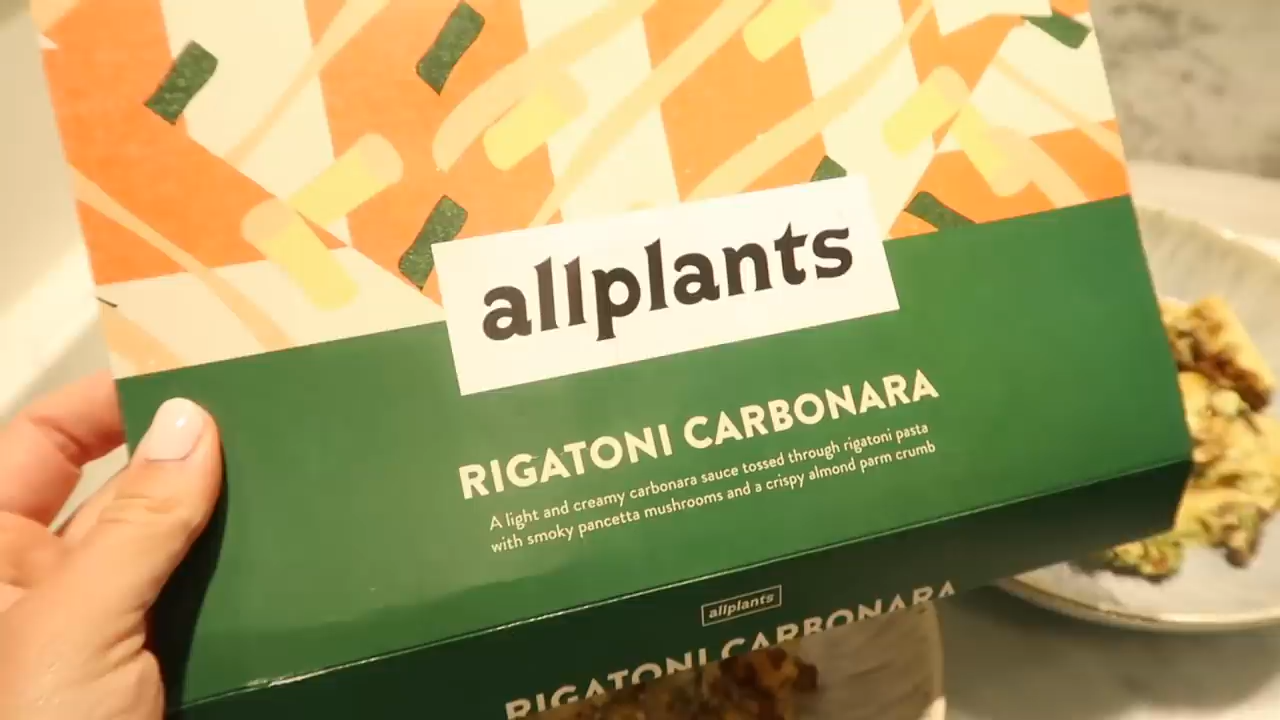 allplants
RIGATONI CARBONARA
A light and creamy carbonara sauce tossed through rigatoni pasta
with smoky pancetta mushrooms and a crispy almond parm crumb
allplants
RIGATONI CARBONARA